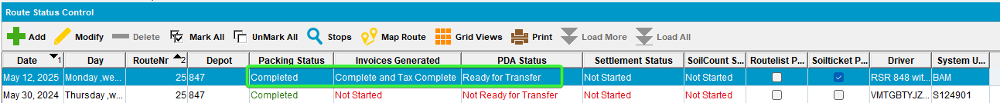 Route Status Control
Add Modify Delete Mark All UnMark All Stops Map Route Grid Views Print Load More Load All
Date 1 Day RouteNr 2 Depot Packing Status Invoices Generated PDA Status Settlement Status SoilCount S... Routelist P... Soilticket P... Driver System U...
May 12, 2025 Monday ,we... 25 847 Completed Complete and Tax Complete Ready for Transfer Not Started Not Started RSR 848 wit... BAM
May 30, 2024 Thursday ,w... 25 847 Completed Not Started Not Ready for Transfer Not Started Not Started VMTGBTYJZ... S124901